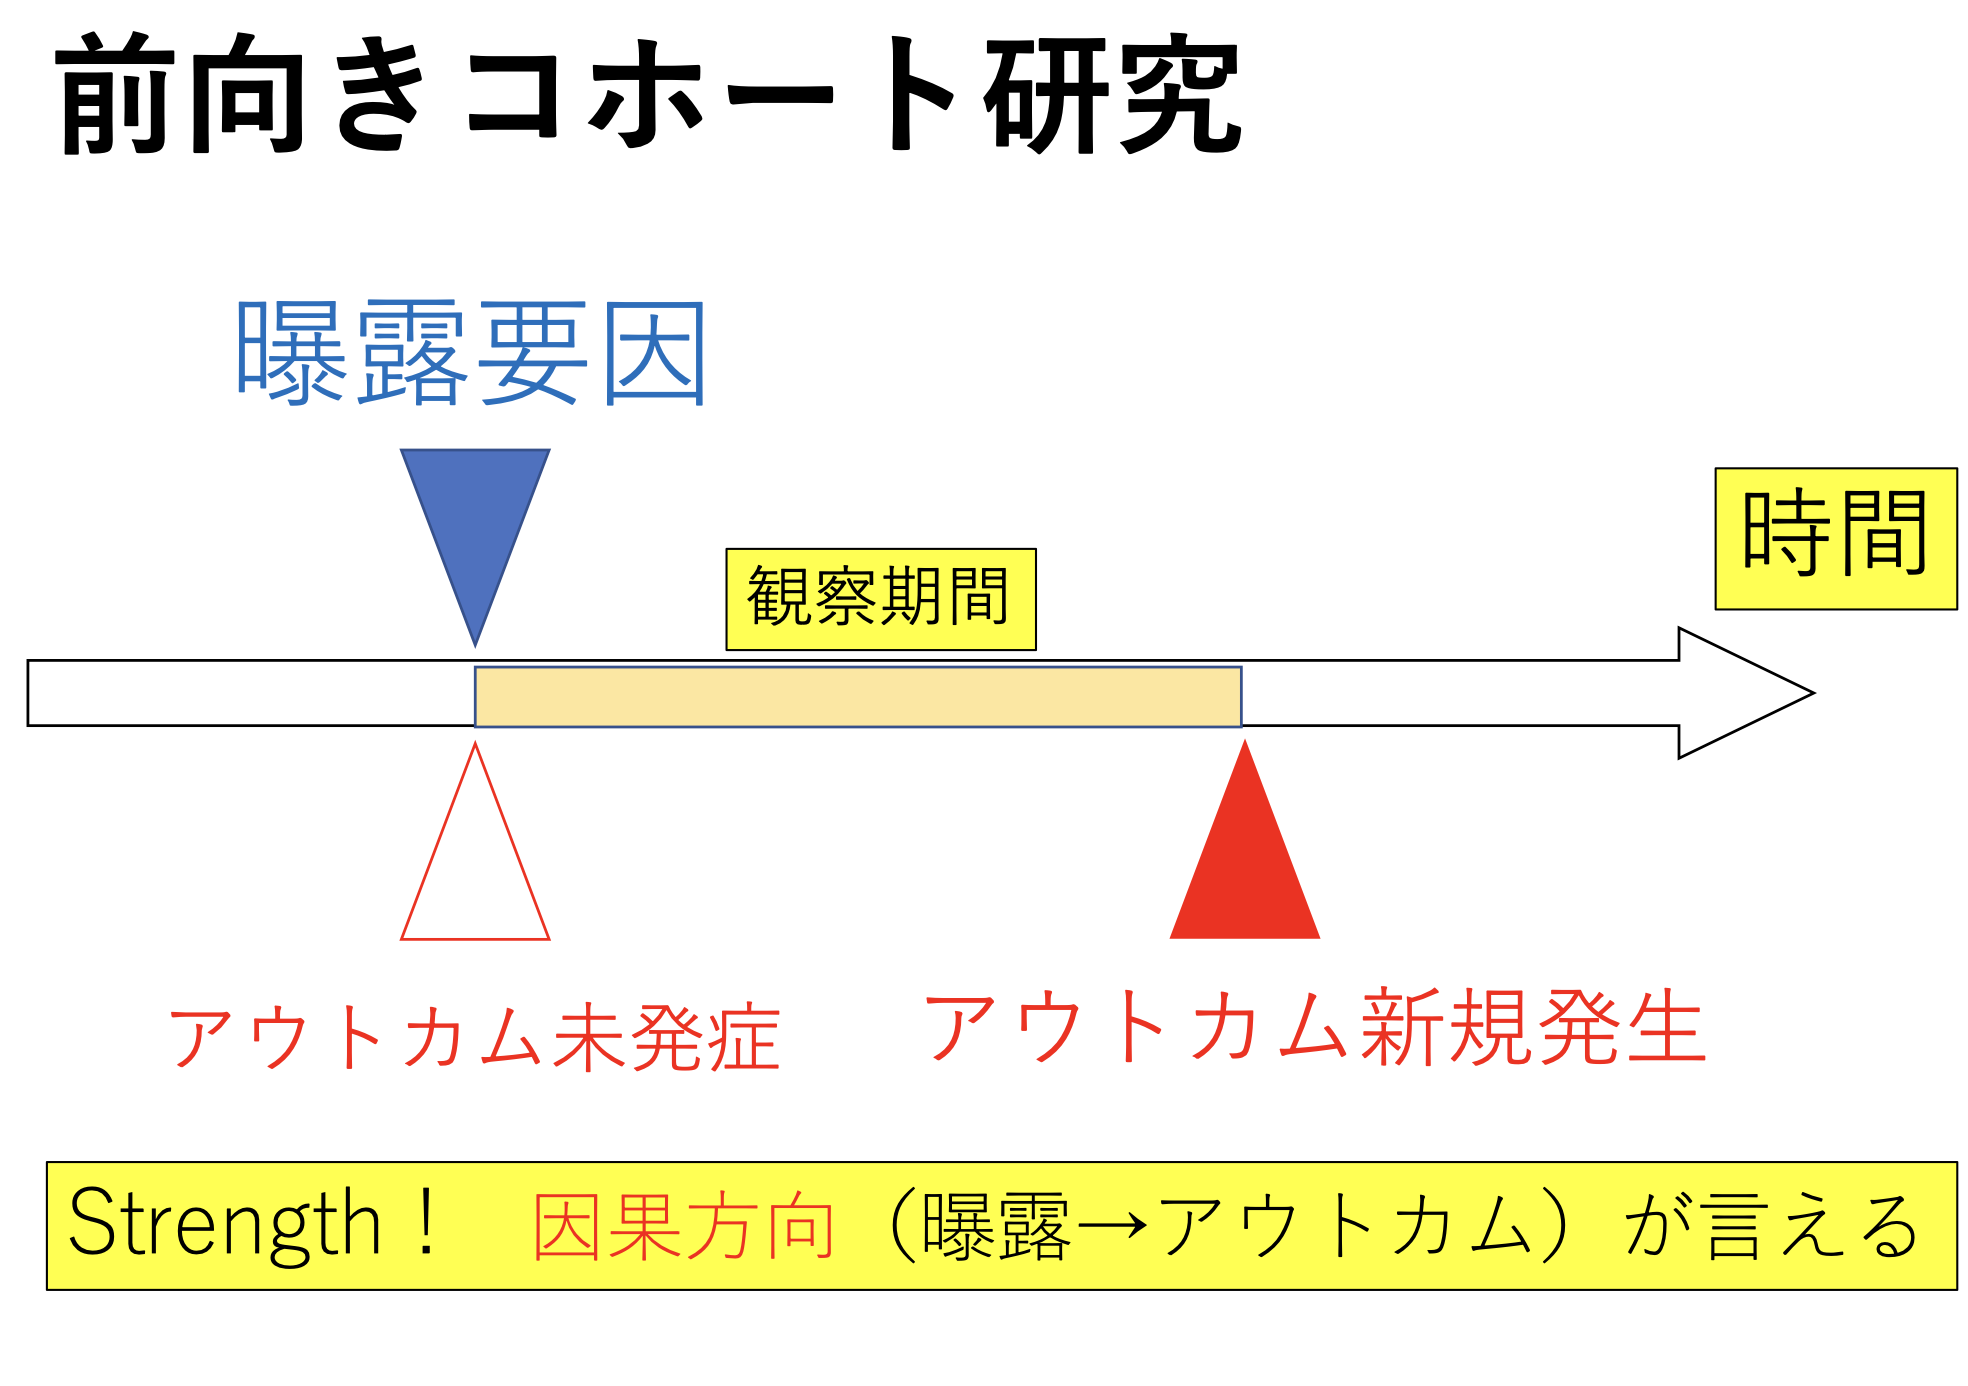 前向きコホート研究
曝露要因
時間
観察期間
アウトカム未発症
アウトカム新規発生
Strength！ 因果方向（曝露→アウトカム）が言える